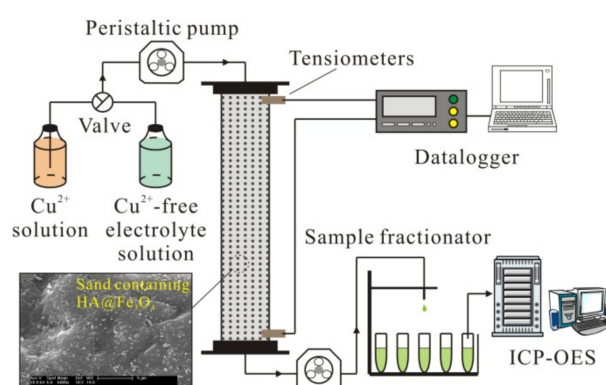 Peristaltic pump
Tensiometers
Valve
Datalogger
Cu²⁺
solution
Cu²⁺-free
electrolyte
solution
Sample fractionator
Sand containing
HA@Fe₃O₄
ICP-OES